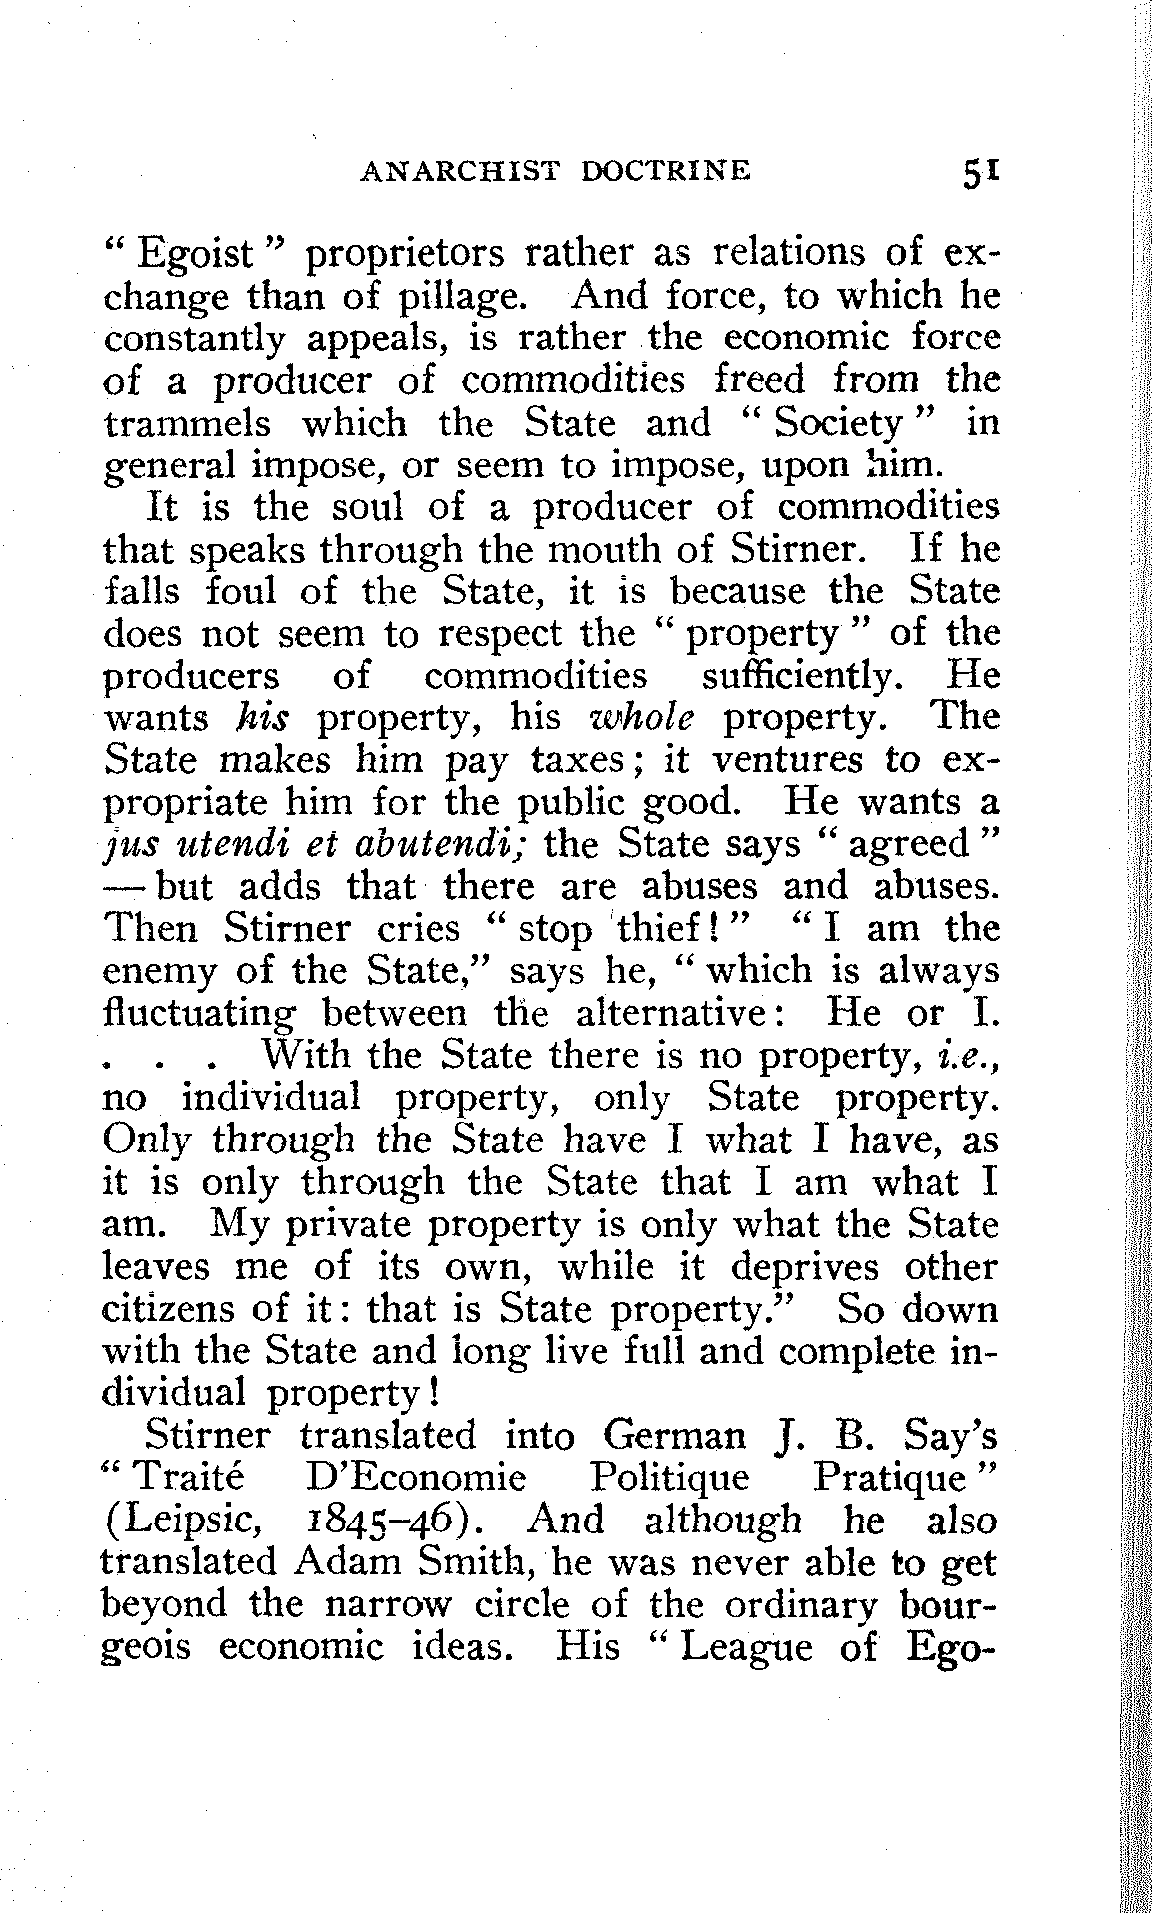 ANARCHIST DOCTRINE 51
“ Egoist ” proprietors rather as relations of ex-
change than of pillage. And force, to which he
constantly appeals, is rather the economic force
of a producer of commodities freed from the
trammels which the State and “ Society ” in
general impose, or seem to impose, upon him.
It is the soul of a producer of commodities
that speaks through the mouth of Stirner. If he
falls foul of the State, it is because the State
does not seem to respect the “ property ” of the
producers of commodities sufficiently. He
wants his property, his whole property. The
State makes him pay taxes ; it ventures to ex-
propriate him for the public good. He wants a
jus utendi et abutendi; the State says “ agreed ”
— but adds that there are abuses and abuses.
Then Stirner cries “ stop thief! ” “ I am the
enemy of the State,” says he, “ which is always
fluctuating between the alternative : He or I.
. . . With the State there is no property, i.e.,
no individual property, only State property.
Only through the State have I what I have, as
it is only through the State that I am what I
am. My private property is only what the State
leaves me of its own, while it deprives other
citizens of it : that is State property.” So down
with the State and long live full and complete in-
dividual property !
Stirner translated into German J. B. Say’s
“ Traité D’Economie Politique Pratique ”
(Leipsic, 1845–46). And although he also
translated Adam Smith, he was never able to get
beyond the narrow circle of the ordinary bour-
geois economic ideas. His “ League of Ego-